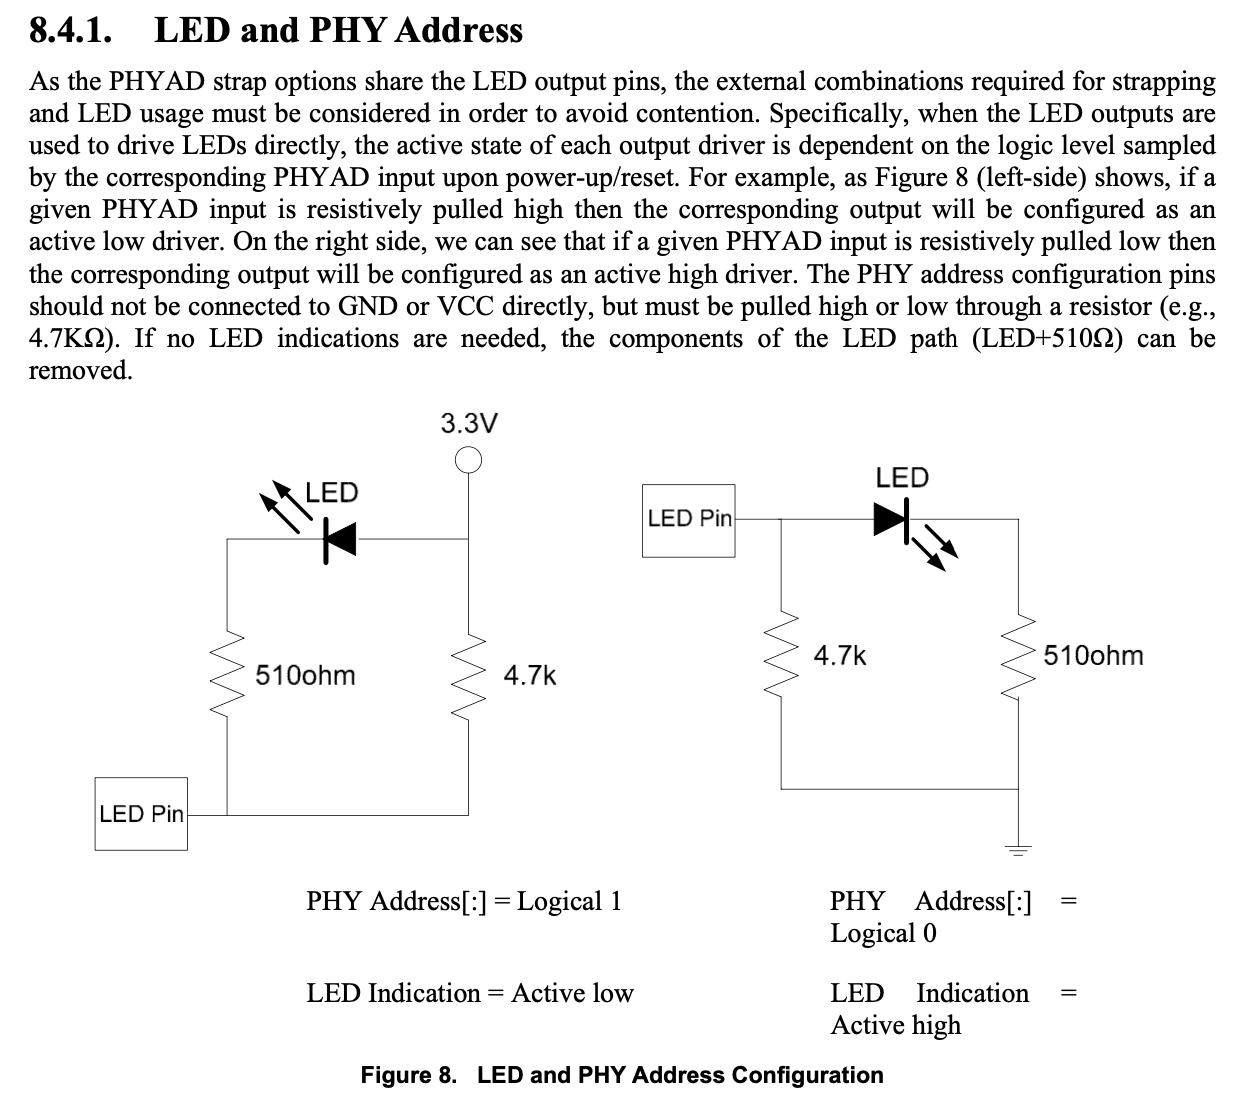 8.4.1. LED and PHY Address
As the PHYAD strap options share the LED output pins, the external combinations required for strapping
and LED usage must be considered in order to avoid contention. Specifically, when the LED outputs are
used to drive LEDs directly, the active state of each output driver is dependent on the logic level sampled
by the corresponding PHYAD input upon power-up/reset. For example, as Figure 8 (left-side) shows, if a
given PHYAD input is resistively pulled high then the corresponding output will be configured as an
active low driver. On the right side, we can see that if a given PHYAD input is resistively pulled low then
the corresponding output will be configured as an active high driver. The PHY address configuration pins
should not be connected to GND or VCC directly, but must be pulled high or low through a resistor (e.g.,
4.7KΩ). If no LED indications are needed, the components of the LED path (LED+510Ω) can be
removed.
3.3V
LED
510ohm
4.7k
LED Pin
LED Pin
LED
4.7k
510ohm
PHY Address[:] = Logical 1
LED Indication = Active low
PHY Address[:] =
Logical 0
LED Indication =
Active high
Figure 8. LED and PHY Address Configuration